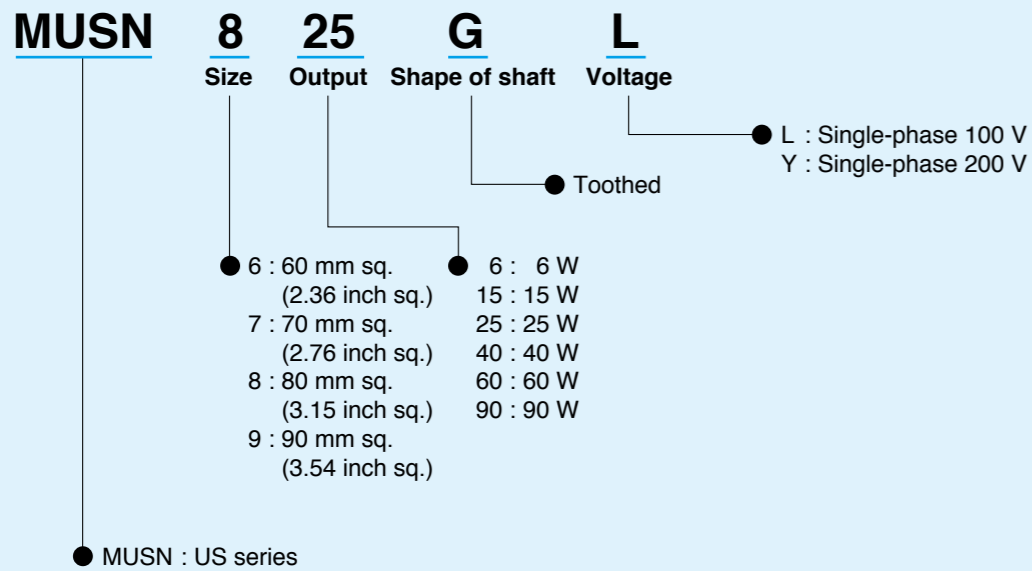 MUSN 8 25 G L
Size Output Shape of shaft Voltage
L : Single-phase 100 V
Y : Single-phase 200 V
Toothed
6 : 60 mm sq.
(2.36 inch sq.)
7 : 70 mm sq.
(2.76 inch sq.)
8 : 80 mm sq.
(3.15 inch sq.)
9 : 90 mm sq.
(3.54 inch sq.)
6 : 6 W
15 : 15 W
25 : 25 W
40 : 40 W
60 : 60 W
90 : 90 W
MUSN : US series